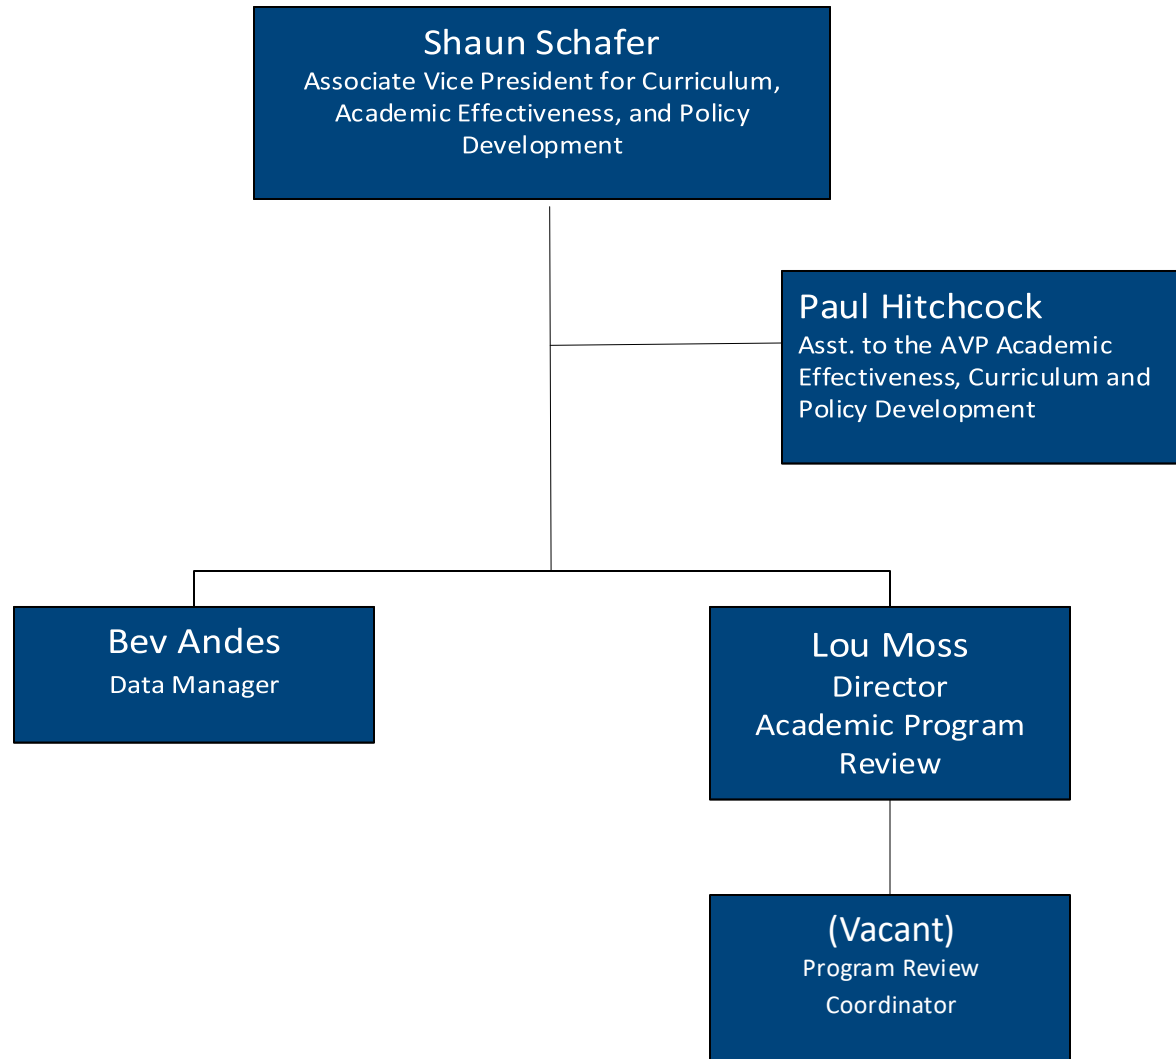 Shaun Schafer
Associate Vice President for Curriculum,
Academic Effectiveness, and Policy
Development
Paul Hitchcock
Asst. to the AVP Academic
Effectiveness, Curriculum and
Policy Development
Bev Andes
Data Manager
Lou Moss
Director
Academic Program
Review
(Vacant)
Program Review
Coordinator